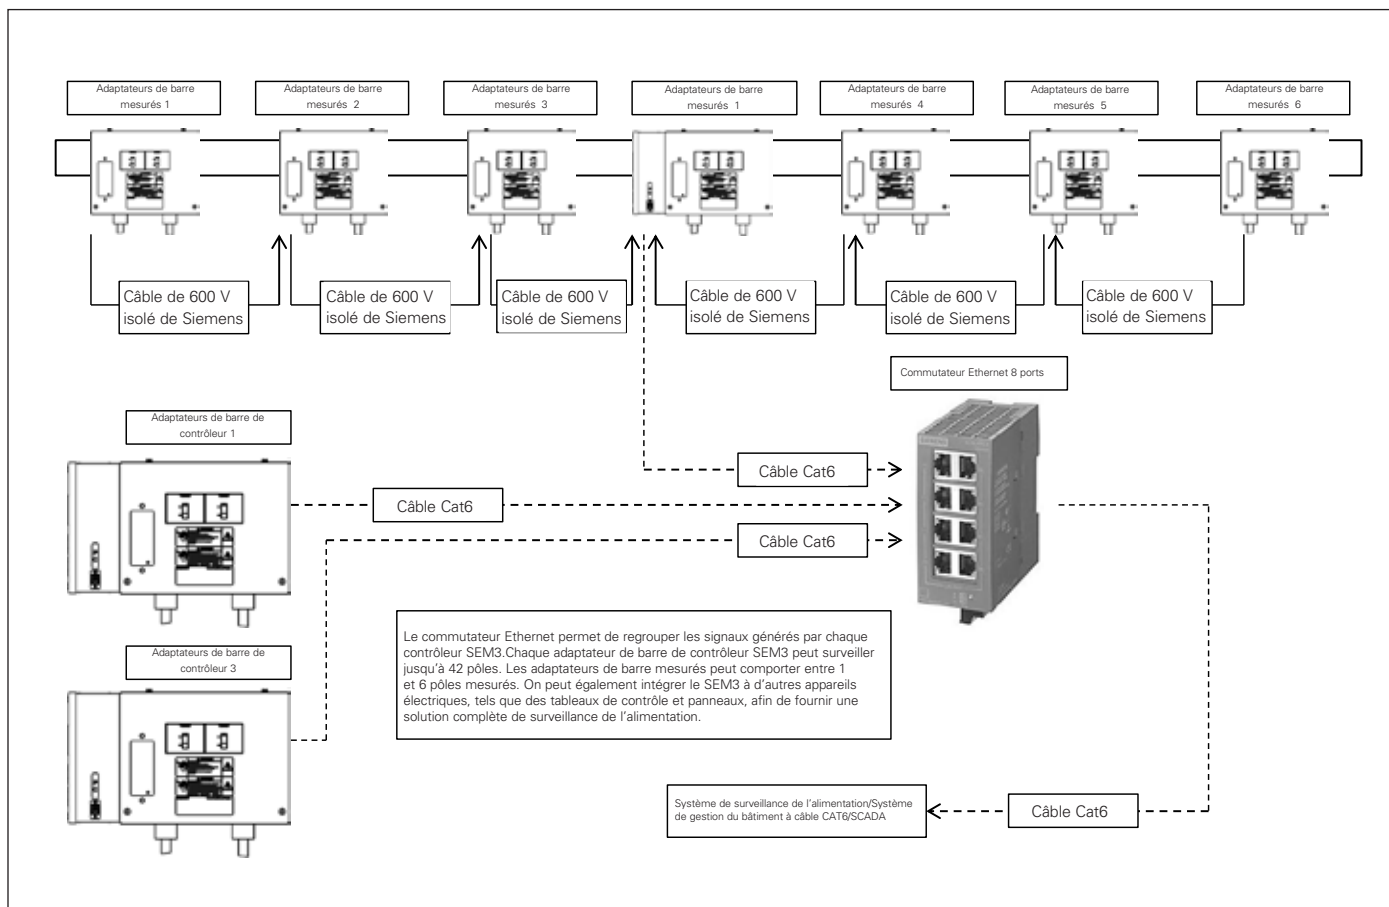 Adaptateurs de barre
mesurés 1
Adaptateurs de barre
mesurés 2
Adaptateurs de barre
mesurés 3
Adaptateurs de barre
mesurés 1
Adaptateurs de barre
mesurés 4
Adaptateurs de barre
mesurés 5
Adaptateurs de barre
mesurés 6
Câble de 600 V
isolé de Siemens
Câble de 600 V
isolé de Siemens
Câble de 600 V
isolé de Siemens
Câble de 600 V
isolé de Siemens
Câble de 600 V
isolé de Siemens
Câble de 600 V
isolé de Siemens
Commutateur Ethernet 8 ports
SIEMENS
Adaptateurs de barre de
contrôleur 1
Câble Cat6
Câble Cat6
Câble Cat6
Adaptateurs de barre de
contrôleur 3
Le commutateur Ethernet permet de regrouper les signaux générés par chaque
contrôleur SEM3.Chaque adaptateur de barre de contrôleur SEM3 peut surveiller
jusqu'à 42 pôles. Les adaptateurs de barre mesurés peut comporter entre 1
et 6 pôles mesurés. On peut également intégrer le SEM3 à d'autres appareils
électriques, tels que des tableaux de contrôle et panneaux, afin de fournir une
solution complète de surveillance de l'alimentation.
Système de surveillance de l'alimentation/Système
de gestion du bâtiment à câble CAT6/SCADA
Câble Cat6